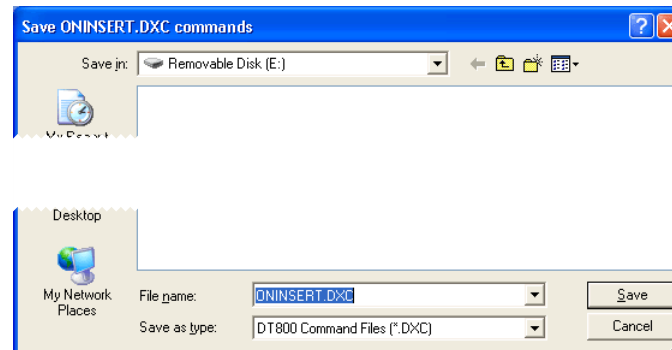 Save ONINSERT.DXC commands
Save in:
Removable Disk (E:)
Desktop
My Network
Places
File name:
ONINSERT.DXC
Save
Save as type:
DT800 Command Files (*.DXC)
Cancel